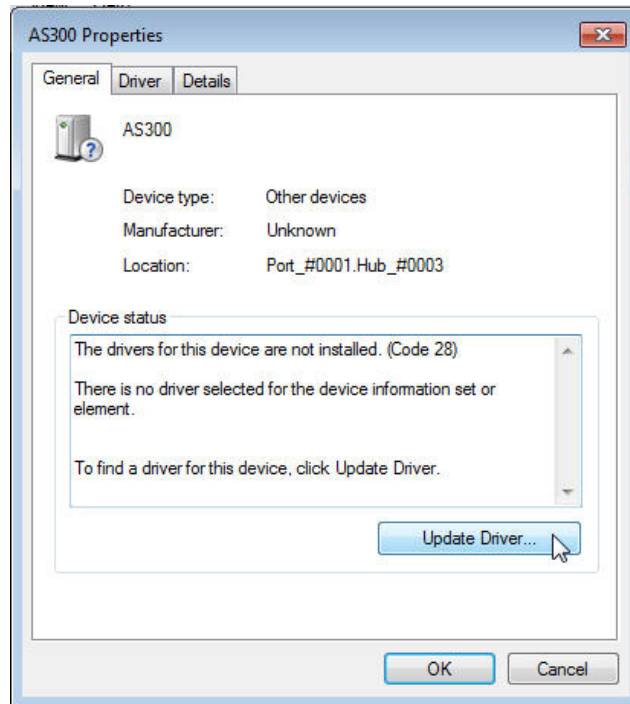 AS300 Properties
General Driver Details
AS300
Device type: Other devices
Manufacturer: Unknown
Location: Port_#0001.Hub_#0003
Device status
The drivers for this device are not installed. (Code 28)
There is no driver selected for the device information set or
element.
To find a driver for this device, click Update Driver.
Update Driver...
OK Cancel